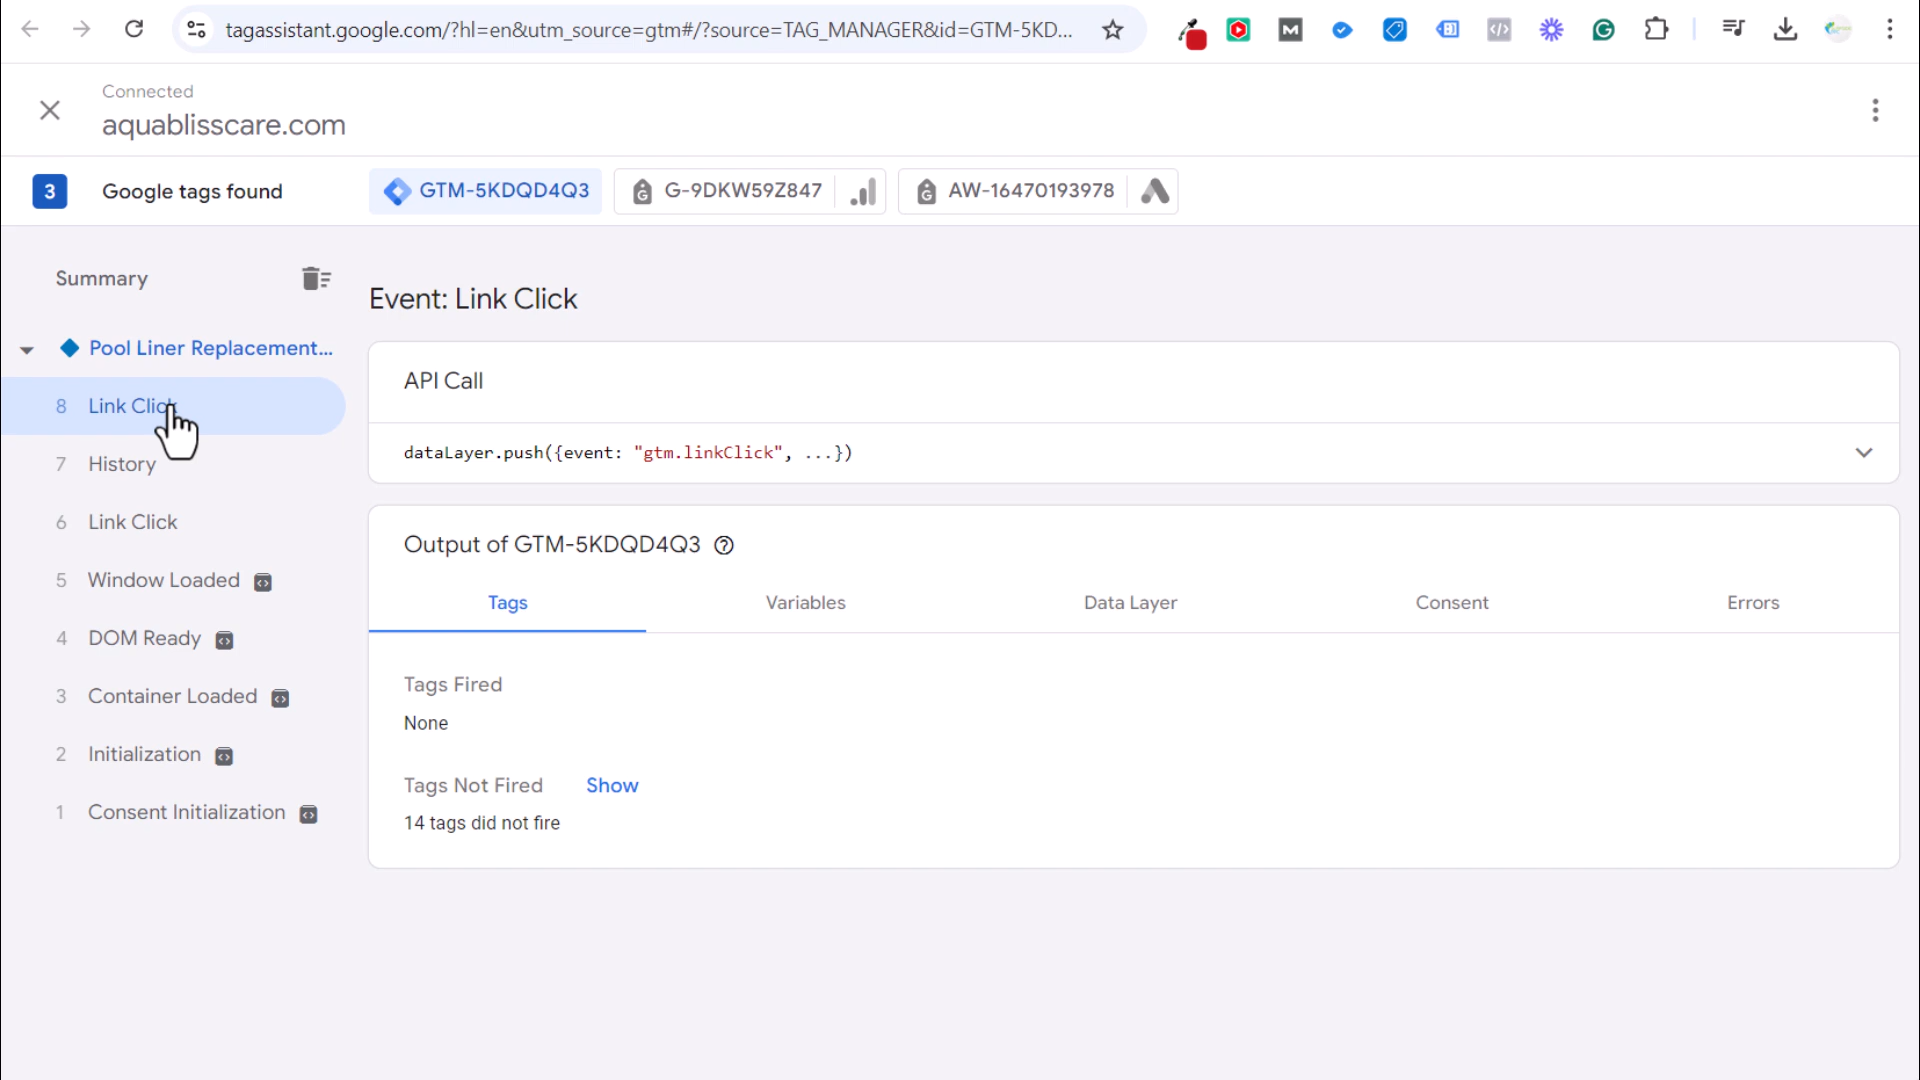 tagassistant.google.com/?hl=en&utm_source=gtm#/?source=TAG_MANAGER&id=GTM-5KD...
Connected
aquablisscare.com
3 Google tags found GTM-5KDQD4Q3 G-9DKW59Z847 AW-16470193978
Summary
Pool Liner Replacement...
8 Link Click
7 History
6 Link Click
5 Window Loaded
4 DOM Ready
3 Container Loaded
2 Initialization
1 Consent Initialization
Event: Link Click
API Call
dataLayer.push({event: "gtm.linkClick", ...})
Output of GTM-5KDQD4Q3
Tags Variables Data Layer Consent Errors
Tags Fired
None
Tags Not Fired Show
14 tags did not fire